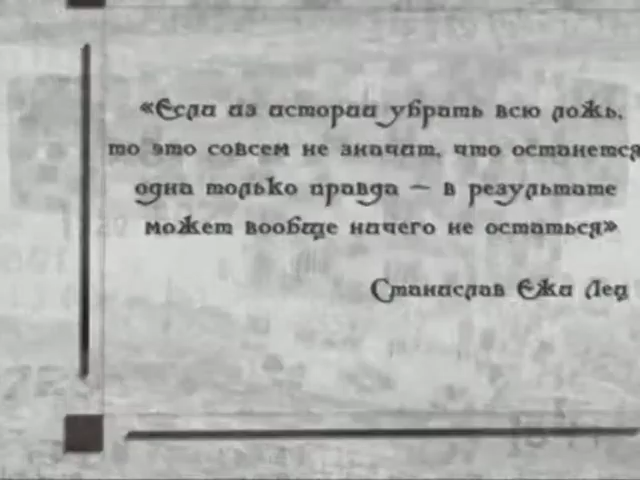 «Если из истории убрать всю ложь,
то это совсем не значит, что останется
одна только правда — в результате
может вообще ничего не остаться»
Станислав Ежи Лец